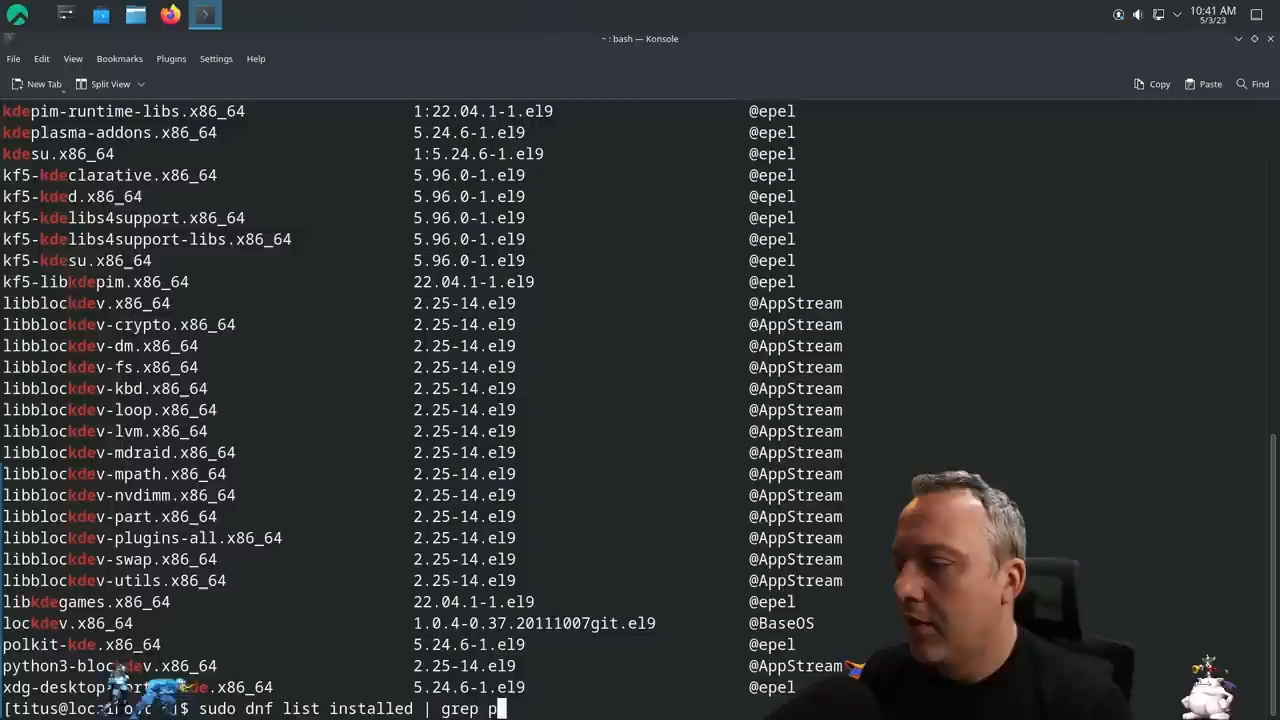 10:41 AM
5/3/23
~ : bash — Konsole
File Edit View Bookmarks Plugins Settings Help
New Tab Split View Copy Paste Find
kdepim-runtime-libs.x86_64 1:22.04.1-1.el9 @epel
kdeplasma-addons.x86_64 5.24.6-1.el9 @epel
kdesu.x86_64 1:5.24.6-1.el9 @epel
kf5-kdeclarative.x86_64 5.96.0-1.el9 @epel
kf5-kded.x86_64 5.96.0-1.el9 @epel
kf5-kdelibs4support.x86_64 5.96.0-1.el9 @epel
kf5-kdelibs4support-libs.x86_64 5.96.0-1.el9 @epel
kf5-kdesu.x86_64 5.96.0-1.el9 @epel
kf5-libkdepim.x86_64 22.04.1-1.el9 @epel
libblockdev.x86_64 2.25-14.el9 @AppStream
libblockdev-crypto.x86_64 2.25-14.el9 @AppStream
libblockdev-dm.x86_64 2.25-14.el9 @AppStream
libblockdev-fs.x86_64 2.25-14.el9 @AppStream
libblockdev-kbd.x86_64 2.25-14.el9 @AppStream
libblockdev-loop.x86_64 2.25-14.el9 @AppStream
libblockdev-lvm.x86_64 2.25-14.el9 @AppStream
libblockdev-mdraid.x86_64 2.25-14.el9 @AppStream
libblockdev-mpath.x86_64 2.25-14.el9 @AppStream
libblockdev-nvdimm.x86_64 2.25-14.el9 @AppStream
libblockdev-part.x86_64 2.25-14.el9 @AppStream
libblockdev-plugins-all.x86_64 2.25-14.el9 @AppStream
libblockdev-swap.x86_64 2.25-14.el9 @AppStream
libblockdev-utils.x86_64 2.25-14.el9 @AppStream
libkdegames.x86_64 22.04.1-1.el9 @epel
lockdev.x86_64 1.0.4-0.37.20111007git.el9 @BaseOS
polkit-kde.x86_64 5.24.6-1.el9 @epel
python3-blockdev.x86_64 2.25-14.el9 @AppStream
xdg-desktop-portal-kde.x86_64 5.24.6-1.el9 @epel
[titus@localhost ~]$ sudo dnf list installed | grep p